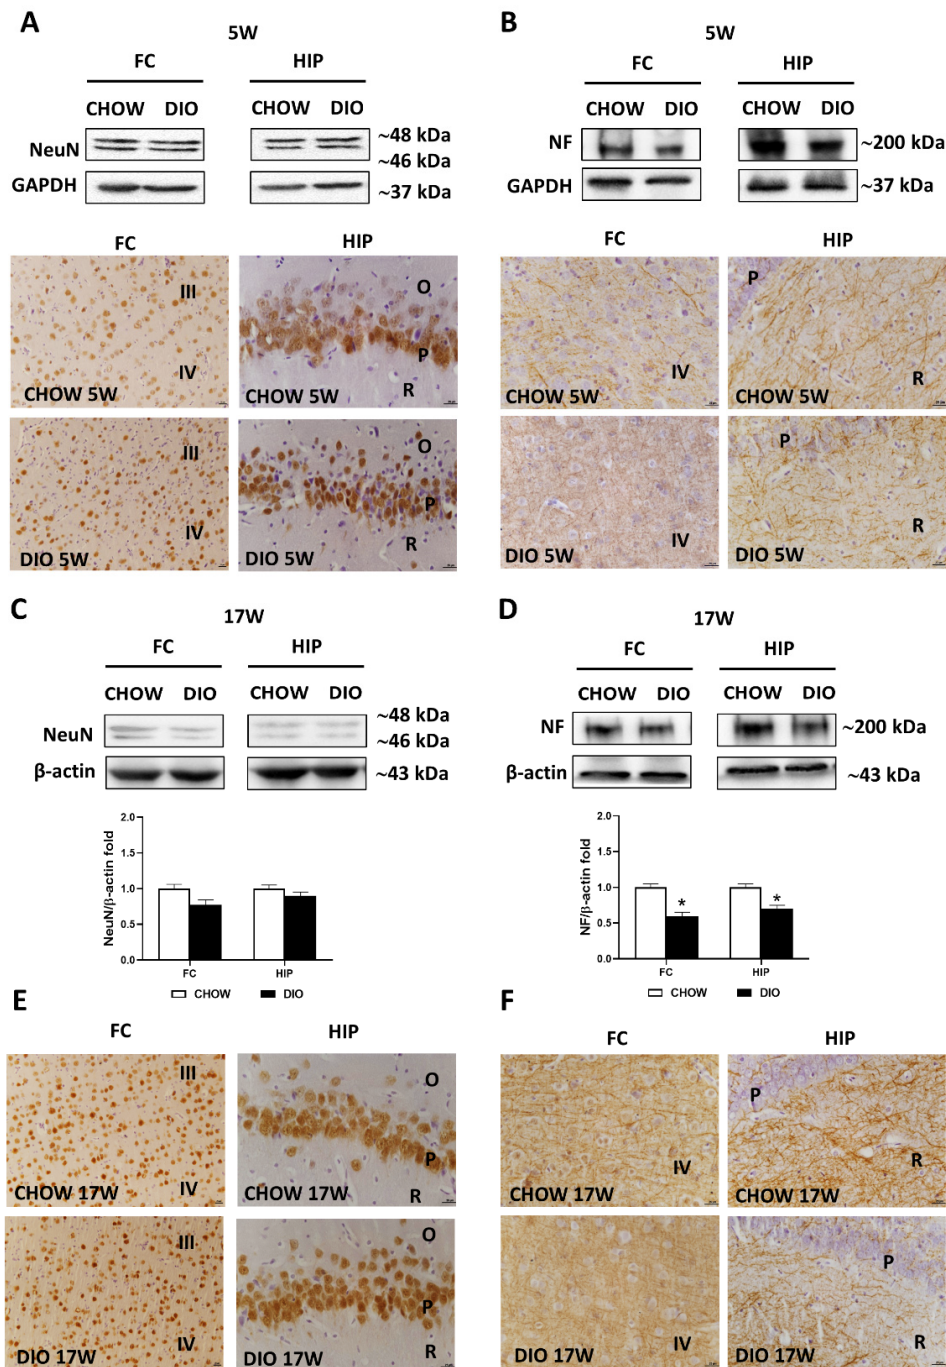 A
5W
FC HIP
CHOW DIO CHOW DIO
NeuN ~48 kDa
~46 kDa
GAPDH ~37 kDa
FC HIP
III O
IV P
R
CHOW 5W CHOW 5W
III O
IV P
R
DIO 5W DIO 5W
B
5W
FC HIP
CHOW DIO CHOW DIO
NF ~200 kDa
GAPDH ~37 kDa
FC HIP
P
IV R
CHOW 5W CHOW 5W
P
IV R
DIO 5W DIO 5W
C
17W
FC HIP
CHOW DIO CHOW DIO
NeuN ~48 kDa
~46 kDa
β-actin ~43 kDa
NeuN/β-actin fold
2.0
1.5
1.0
0.5
0.0
FC HIP
CHOW DIO
D
17W
FC HIP
CHOW DIO CHOW DIO
NF ~200 kDa
β-actin ~43 kDa
NF/β-actin fold
2.0
1.5
1.0
0.5
0.0
* *
FC HIP
CHOW DIO
E
FC HIP
III O
P
IV R
CHOW 17W CHOW 17W
III O
P
IV R
DIO 17W DIO 17W
F
FC HIP
P
IV R
CHOW 17W CHOW 17W
P
IV R
DIO 17W DIO 17W